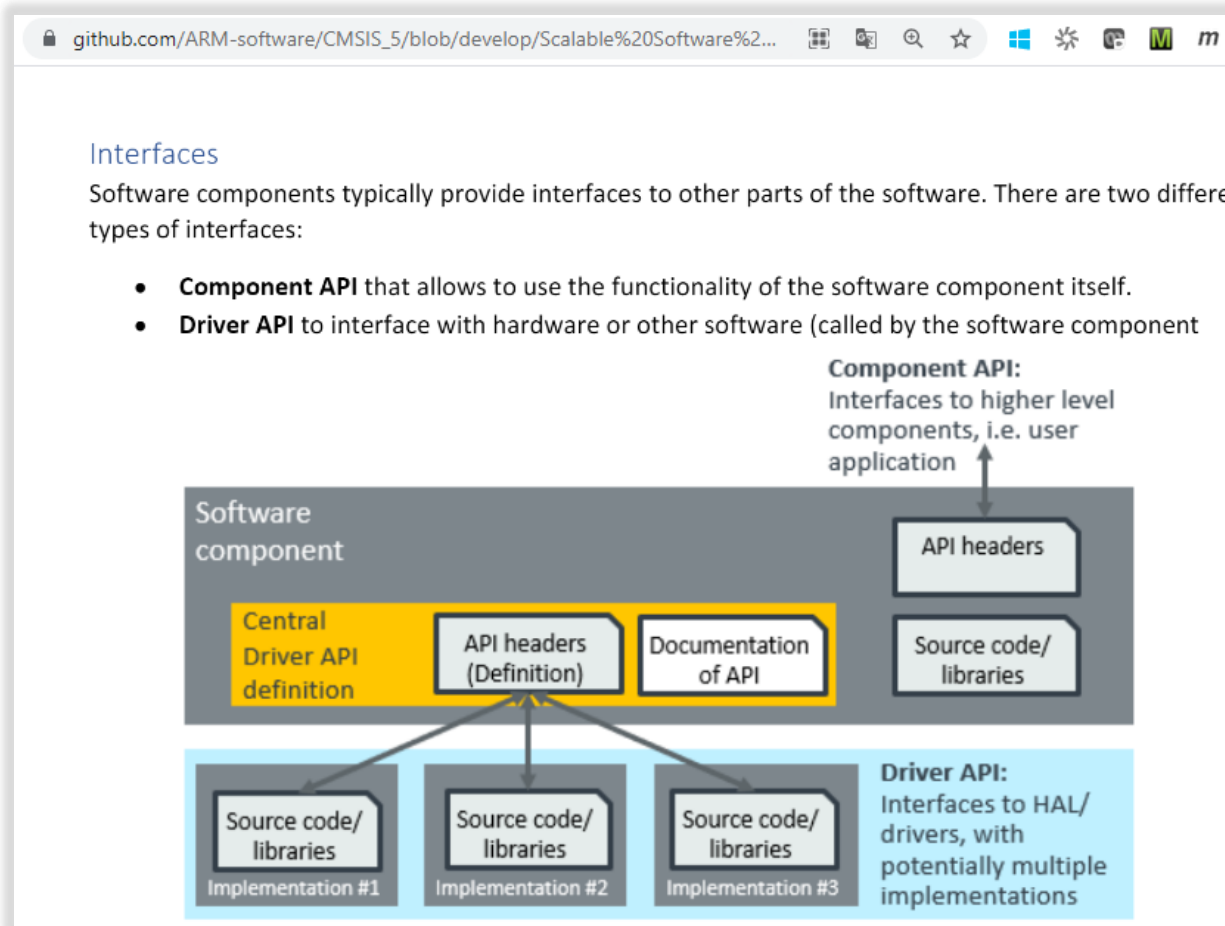 github.com/ARM-software/CMSIS_5/blob/develop/Scalable%20Software%2...
M m
Interfaces
Software components typically provide interfaces to other parts of the software. There are two differe
types of interfaces:
• Component API that allows to use the functionality of the software component itself.
• Driver API to interface with hardware or other software (called by the software component
Component API:
Interfaces to higher level
components, i.e. user
application
Software
component
API headers
Central
Driver API
definition
API headers
(Definition)
Documentation
of API
Source code/
libraries
Source code/
libraries
Implementation #1
Source code/
libraries
Implementation #2
Source code/
libraries
Implementation #3
Driver API:
Interfaces to HAL/
drivers, with
potentially multiple
implementations